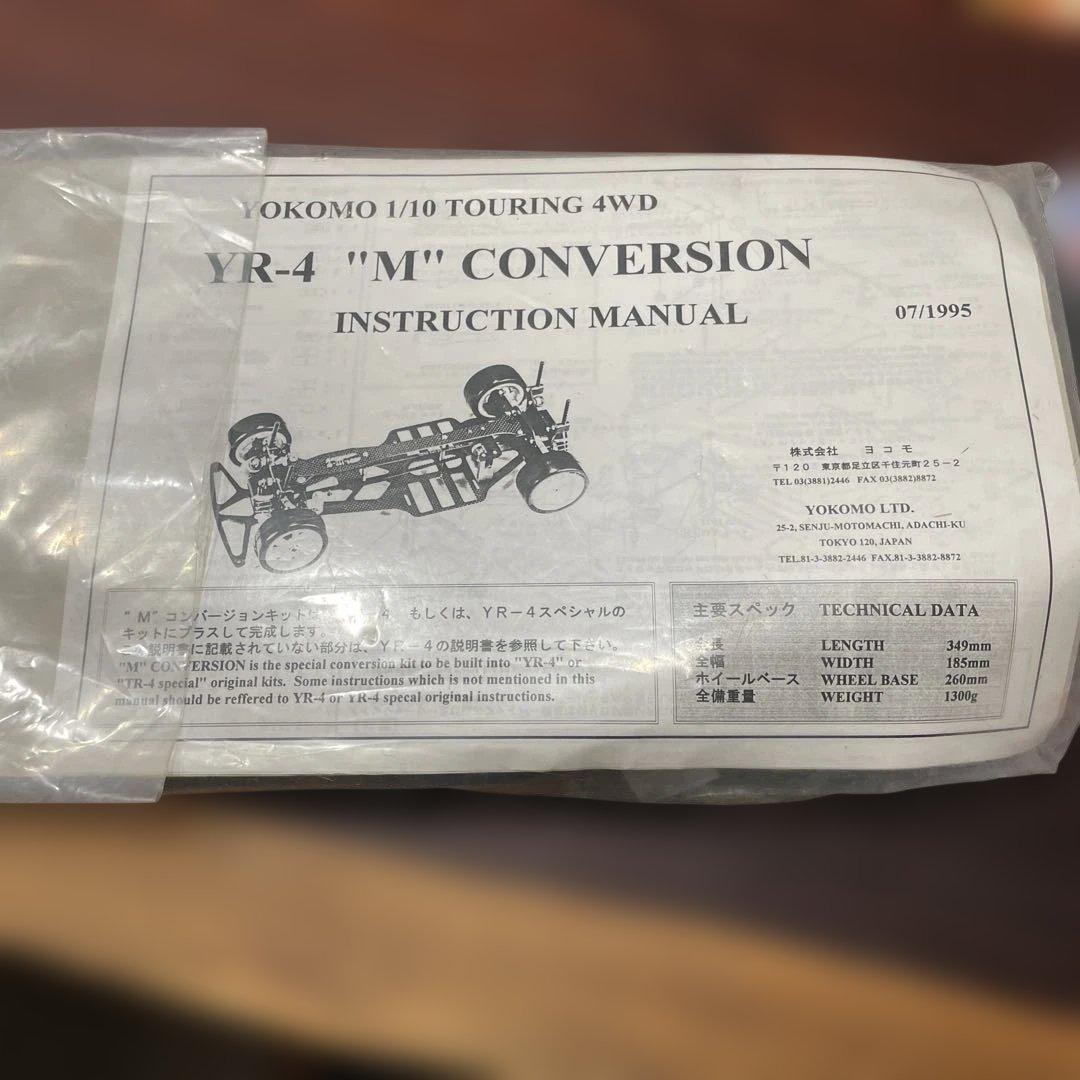 YOKOMO 1/10 TOURING 4WD
YR-4 "M" CONVERSION
INSTRUCTION MANUAL
07/1995
株式会社 ヨコモ
〒120 東京都足立区千住元町25-2
TEL 03(3881)2446 FAX 03(3882)8872
YOKOMO LTD.
25-2, SENJU-MOTOMACHI, ADACHI-KU
TOKYO 120, JAPAN
TEL.81-3-3882-2446 FAX.81-3-3882-8872
"M"コンバージョンキットは 4 もしくは、YR-4スペシャルの
キットにプラスして完成します。
説明書に記載されていない部分は、YR-4の説明書を参照して下さい。
"M" CONVERSION is the special conversion kit to be built into "YR-4" or
"TR-4 special" original kits. Some instructions which is not mentioned in this
manual should be reffered to YR-4 or YR-4 specal original instructions.
主要スペック TECHNICAL DATA
全長 LENGTH 349mm
全幅 WIDTH 185mm
ホイールベース WHEEL BASE 260mm
全備重量 WEIGHT 1300g